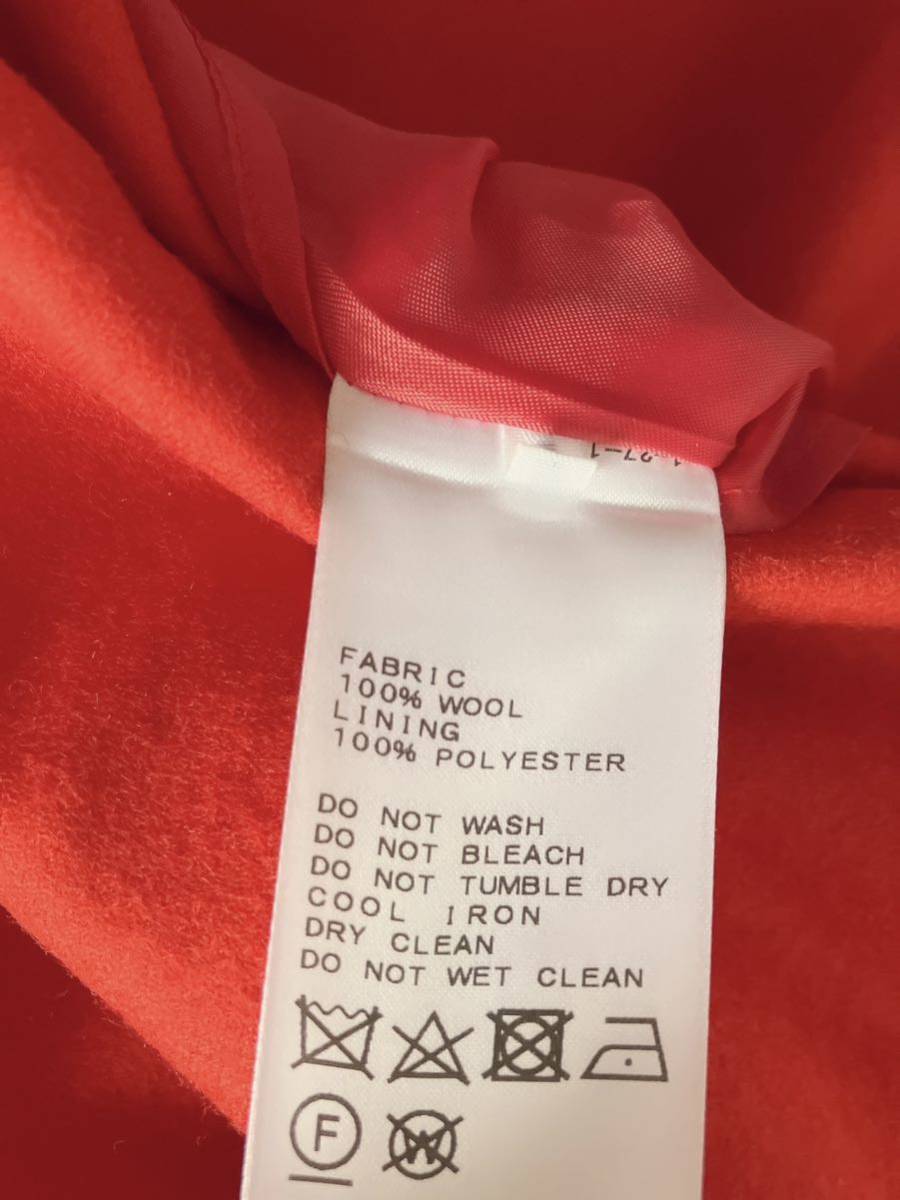 FABRIC
100% WOOL
LINING
100% POLYESTER
DO NOT WASH
DO NOT BLEACH
DO NOT TUMBLE DRY
COOL IRON
DRY CLEAN
DO NOT WET CLEAN
F
W